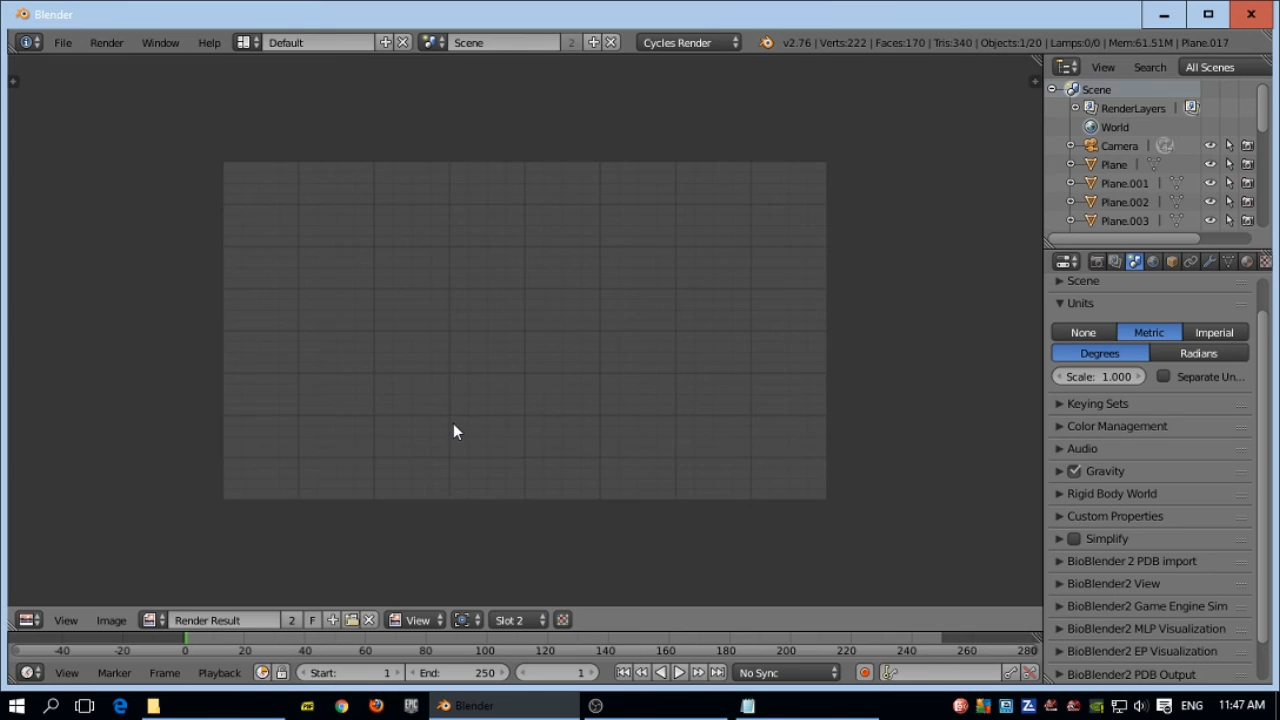 Blender
File Render Window Help Default Scene 2 Cycles Render v2.76 | Verts:222 | Faces:170 | Tris:340 | Objects:1/20 | Lamps:0/0 | Mem:61.51M | Plane.017
View Search All Scenes
Scene
RenderLayers
World
Camera
Plane
Plane.001
Plane.002
Plane.003
Scene
Units
None Metric Imperial
Degrees Radians
Scale: 1.000 Separate Un...
Keying Sets
Color Management
Audio
Gravity
Rigid Body World
Custom Properties
Simplify
BioBlender 2 PDB import
BioBlender2 View
BioBlender2 Game Engine Sim
BioBlender2 MLP Visualization
BioBlender2 EP Visualization
BioBlender2 PDB Output
View Image Render Result 2 F View Slot 2
-40 -20 0 20 40 60 80 100 120 140 160 180 200 220 240 260 280
View Marker Frame Playback Start: 1 End: 250 1 No Sync
Blender ENG 11:47 AM